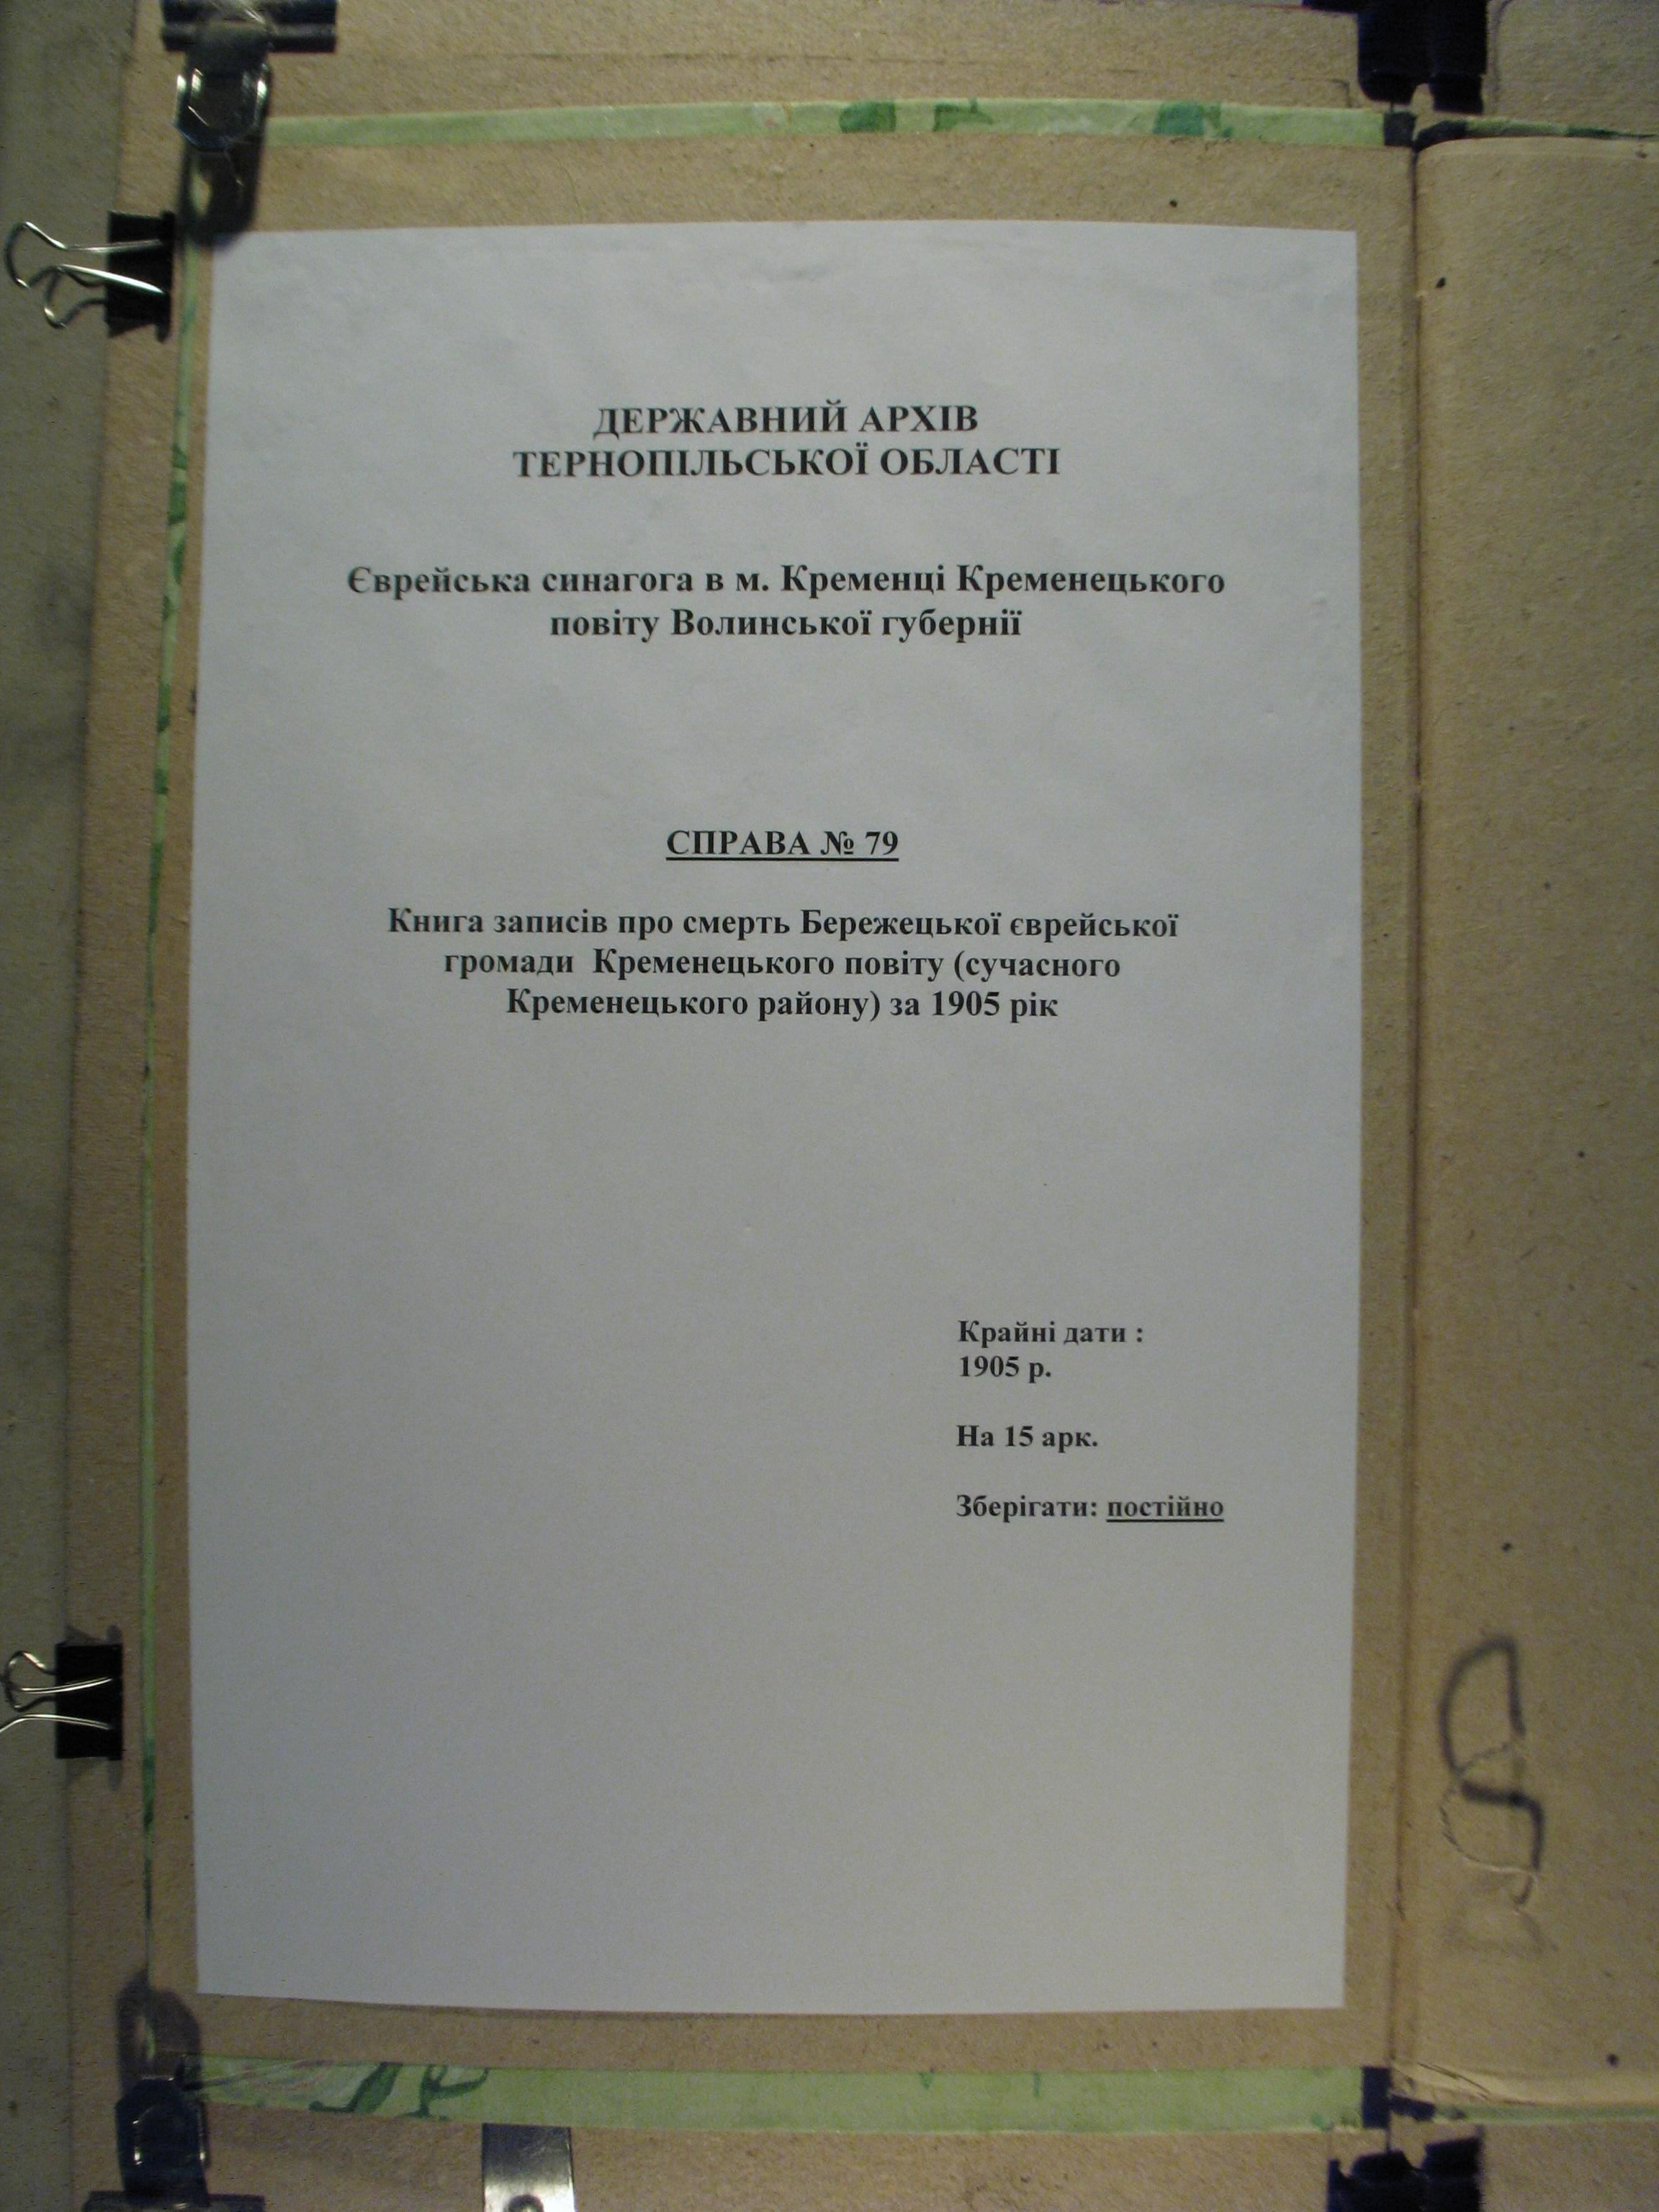 ДЕРЖАВНИЙ АРХІВ
ТЕРНОПІЛЬСЬКОЇ ОБЛАСТІ
Єврейська синагога в м. Кременці Кременецького
повіту Волинської губернії
СПРАВА № 79
Книга записів про смерть Бережецької єврейської
громади Кременецького повіту (сучасного
Кременецького району) за 1905 рік
Крайні дати :
1905 р.
На 15 арк.
Зберігати: постійно